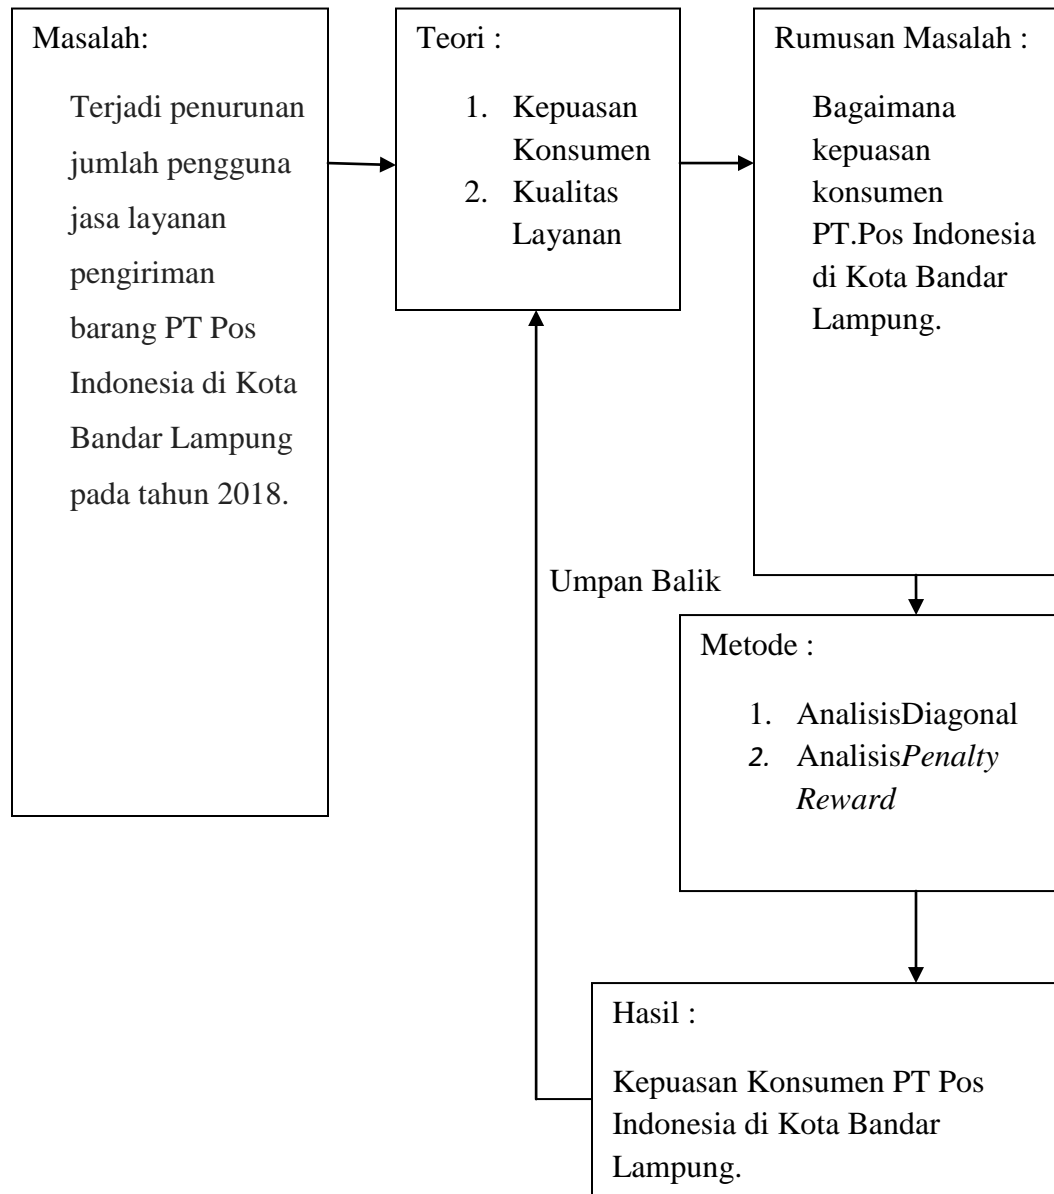 Masalah:
Terjadi penurunan
jumlah pengguna
jasa layanan
pengiriman
barang PT Pos
Indonesia di Kota
Bandar Lampung
pada tahun 2018.
Teori :
1. Kepuasan
Konsumen
2. Kualitas
Layanan
Rumusan Masalah :
Bagaimana
kepuasan
konsumen
PT.Pos Indonesia
di Kota Bandar
Lampung.
Umpan Balik
Metode :
1. AnalisisDiagonal
2. AnalisisPenalty
Reward
Hasil :
Kepuasan Konsumen PT Pos
Indonesia di Kota Bandar
Lampung.